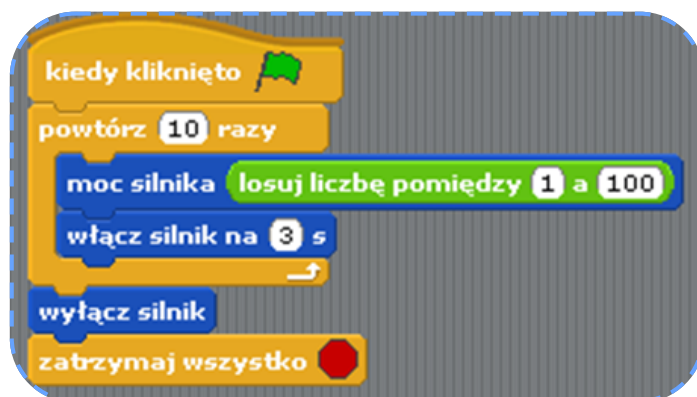 kiedy kliknięto
powtórz 10 razy
moc silnika losuj liczbę pomiędzy 1 a 100
włącz silnik na 3 s
wyłącz silnik
zatrzymaj wszystko